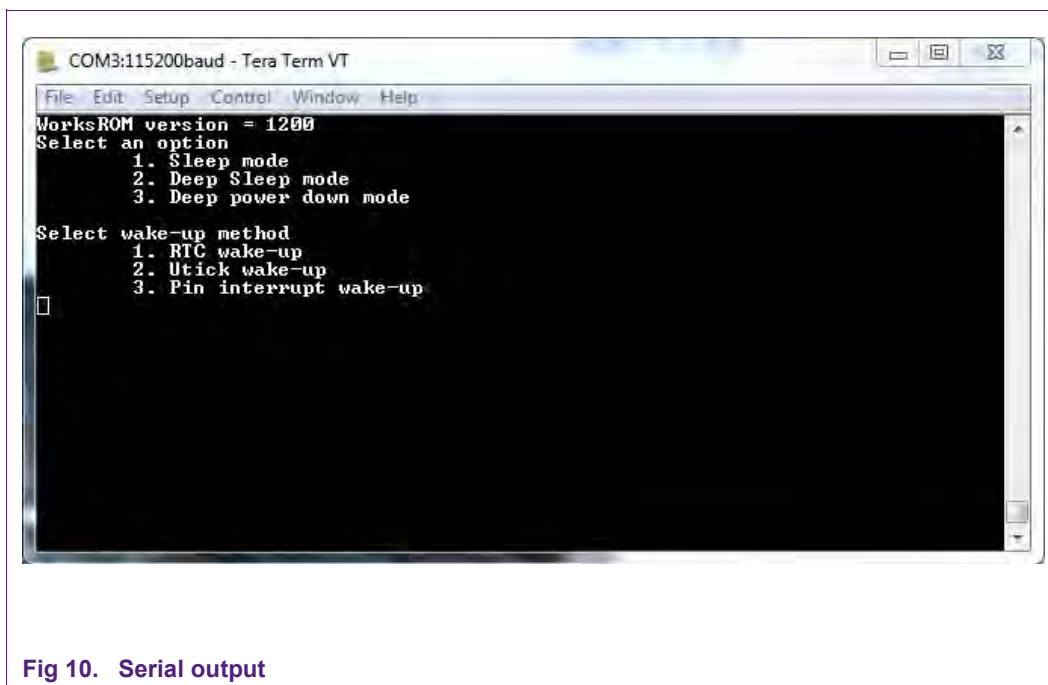 COM3:115200baud - Tera Term VT
File Edit Setup Control Window Help
WorksROM version = 1200
Select an option
1. Sleep mode
2. Deep Sleep mode
3. Deep power down mode
Select wake-up method
1. RTC wake-up
2. Utick wake-up
3. Pin interrupt wake-up
Fig 10. Serial output